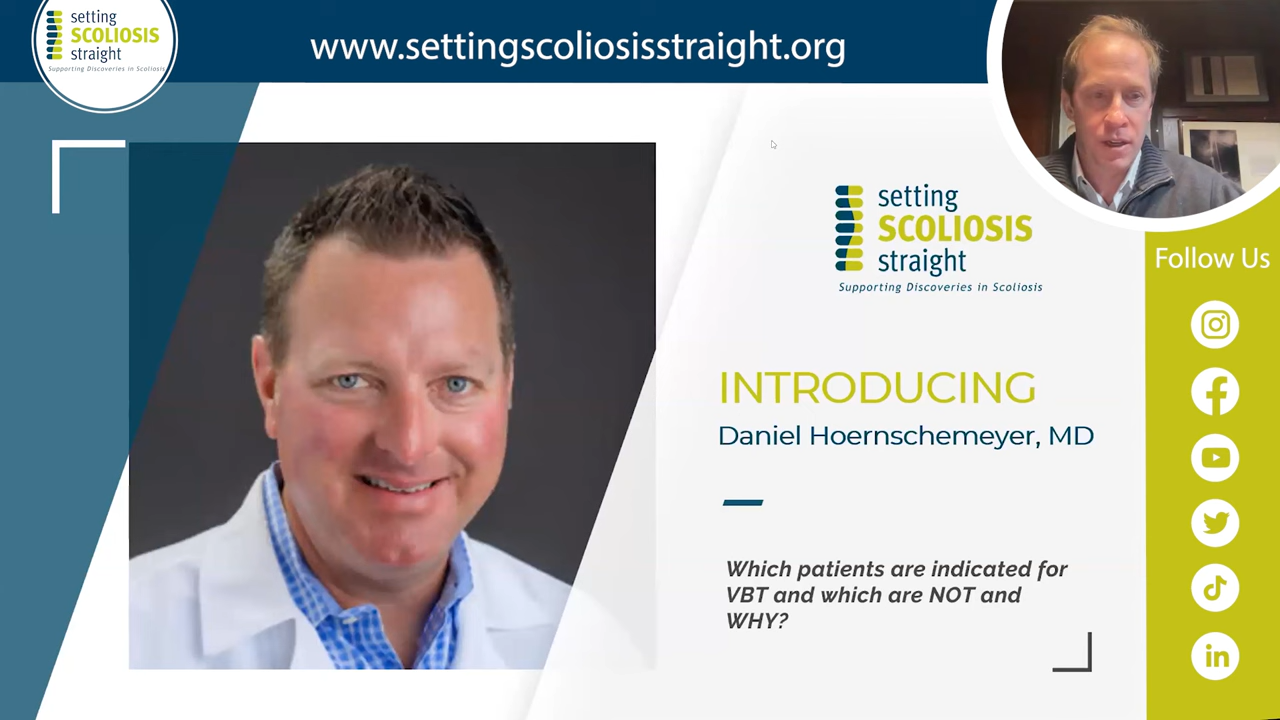 setting
SCOLIOSIS
straight
Supporting Discoveries in Scoliosis
www.settingscoliosisstraight.org
setting
SCOLIOSIS
straight
Supporting Discoveries in Scoliosis
Follow Us
INTRODUCING
Daniel Hoernschemeyer, MD
Which patients are indicated for
VBT and which are NOT and
WHY?